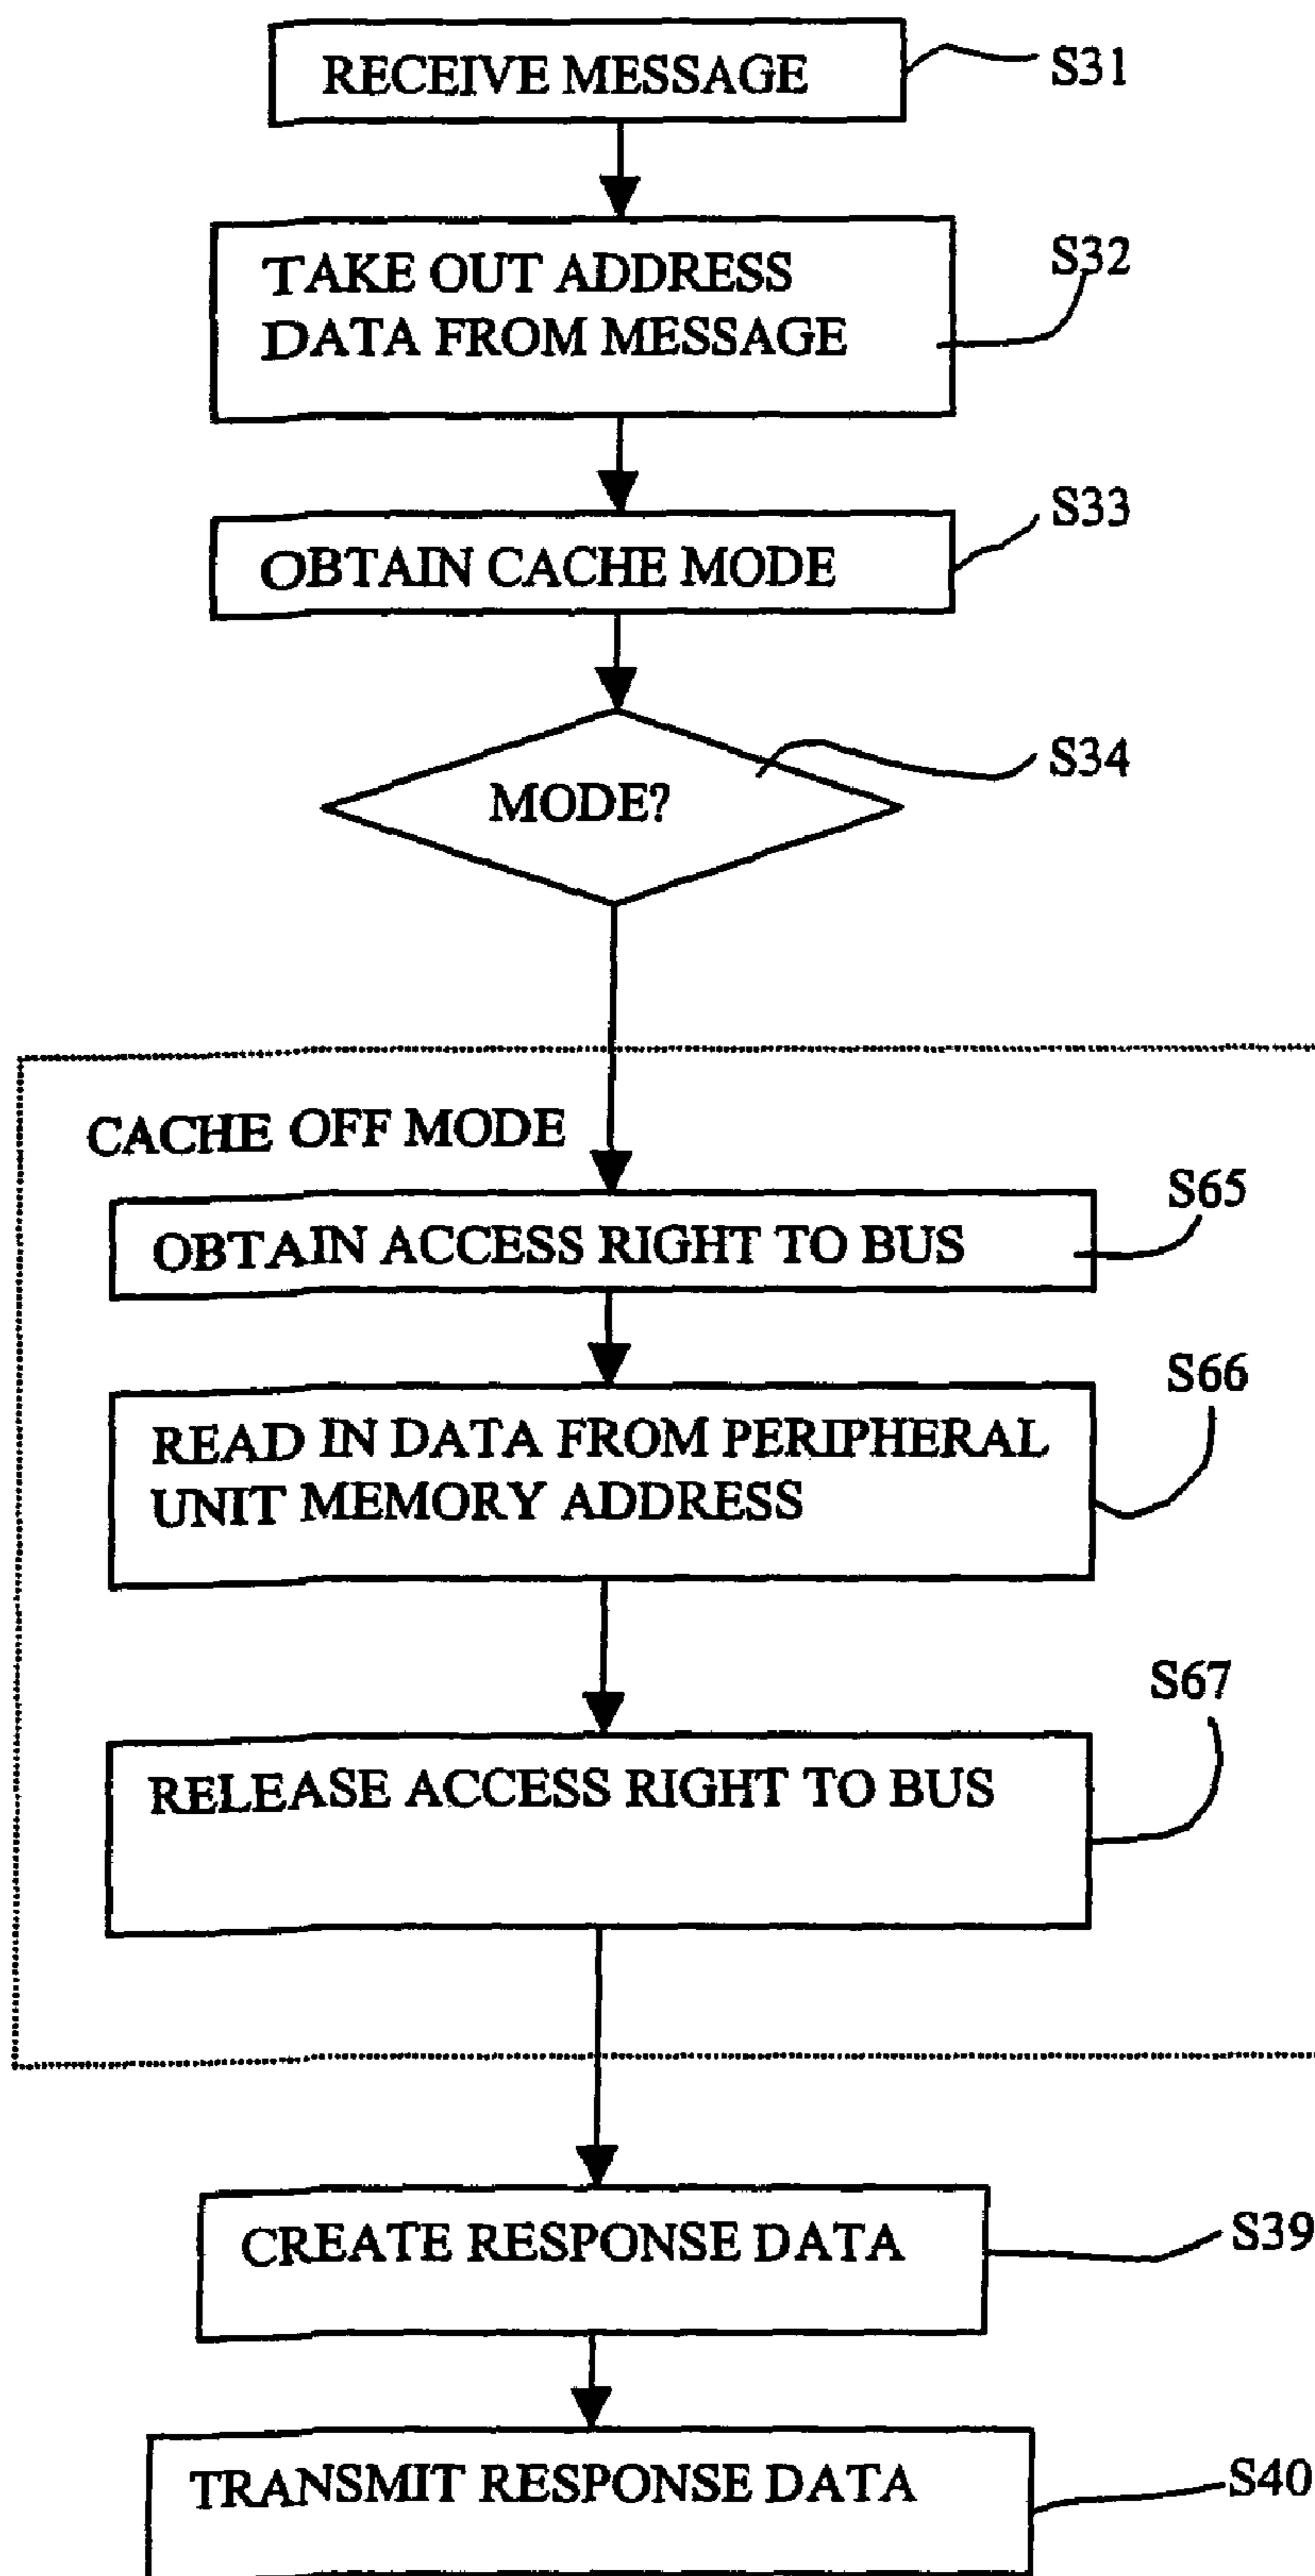 RECEIVE MESSAGE
S31
TAKE OUT ADDRESS
DATA FROM MESSAGE
S32
OBTAIN CACHE MODE
S33
MODE?
S34
CACHE OFF MODE
OBTAIN ACCESS RIGHT TO BUS
S65
READ IN DATA FROM PERIPHERAL
UNIT MEMORY ADDRESS
S66
RELEASE ACCESS RIGHT TO BUS
S67
CREATE RESPONSE DATA
S39
TRANSMIT RESPONSE DATA
S40